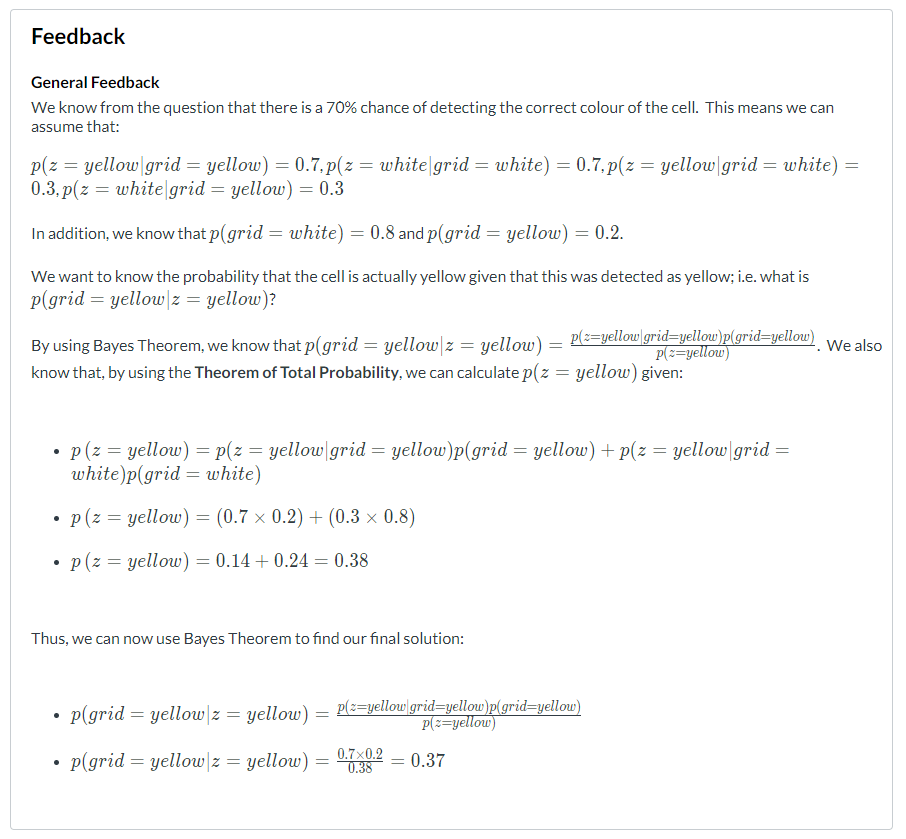 Feedback
General Feedback
We know from the question that there is a 70% chance of detecting the correct colour of the cell.  This means we can
assume that:
p(z = yellow|grid = yellow) = 0.7, p(z = white|grid = white) = 0.7, p(z = yellow|grid = white) =
0.3, p(z = white|grid = yellow) = 0.3
In addition, we know that p(grid = white) = 0.8 and p(grid = yellow) = 0.2.
We want to know the probability that the cell is actually yellow given that this was detected as yellow; i.e. what is
p(grid = yellow|z = yellow)?
By using Bayes Theorem, we know that p(grid = yellow|z = yellow) = p(z=yellow|grid=yellow)p(grid=yellow) / p(z=yellow). We also
know that, by using the Theorem of Total Probability, we can calculate p(z = yellow) given:
• p(z = yellow) = p(z = yellow|grid = yellow)p(grid = yellow) + p(z = yellow|grid =
white)p(grid = white)
• p(z = yellow) = (0.7 × 0.2) + (0.3 × 0.8)
• p(z = yellow) = 0.14 + 0.24 = 0.38
Thus, we can now use Bayes Theorem to find our final solution:
• p(grid = yellow|z = yellow) = p(z=yellow|grid=yellow)p(grid=yellow) / p(z=yellow)
• p(grid = yellow|z = yellow) = 0.7×0.2 / 0.38 = 0.37